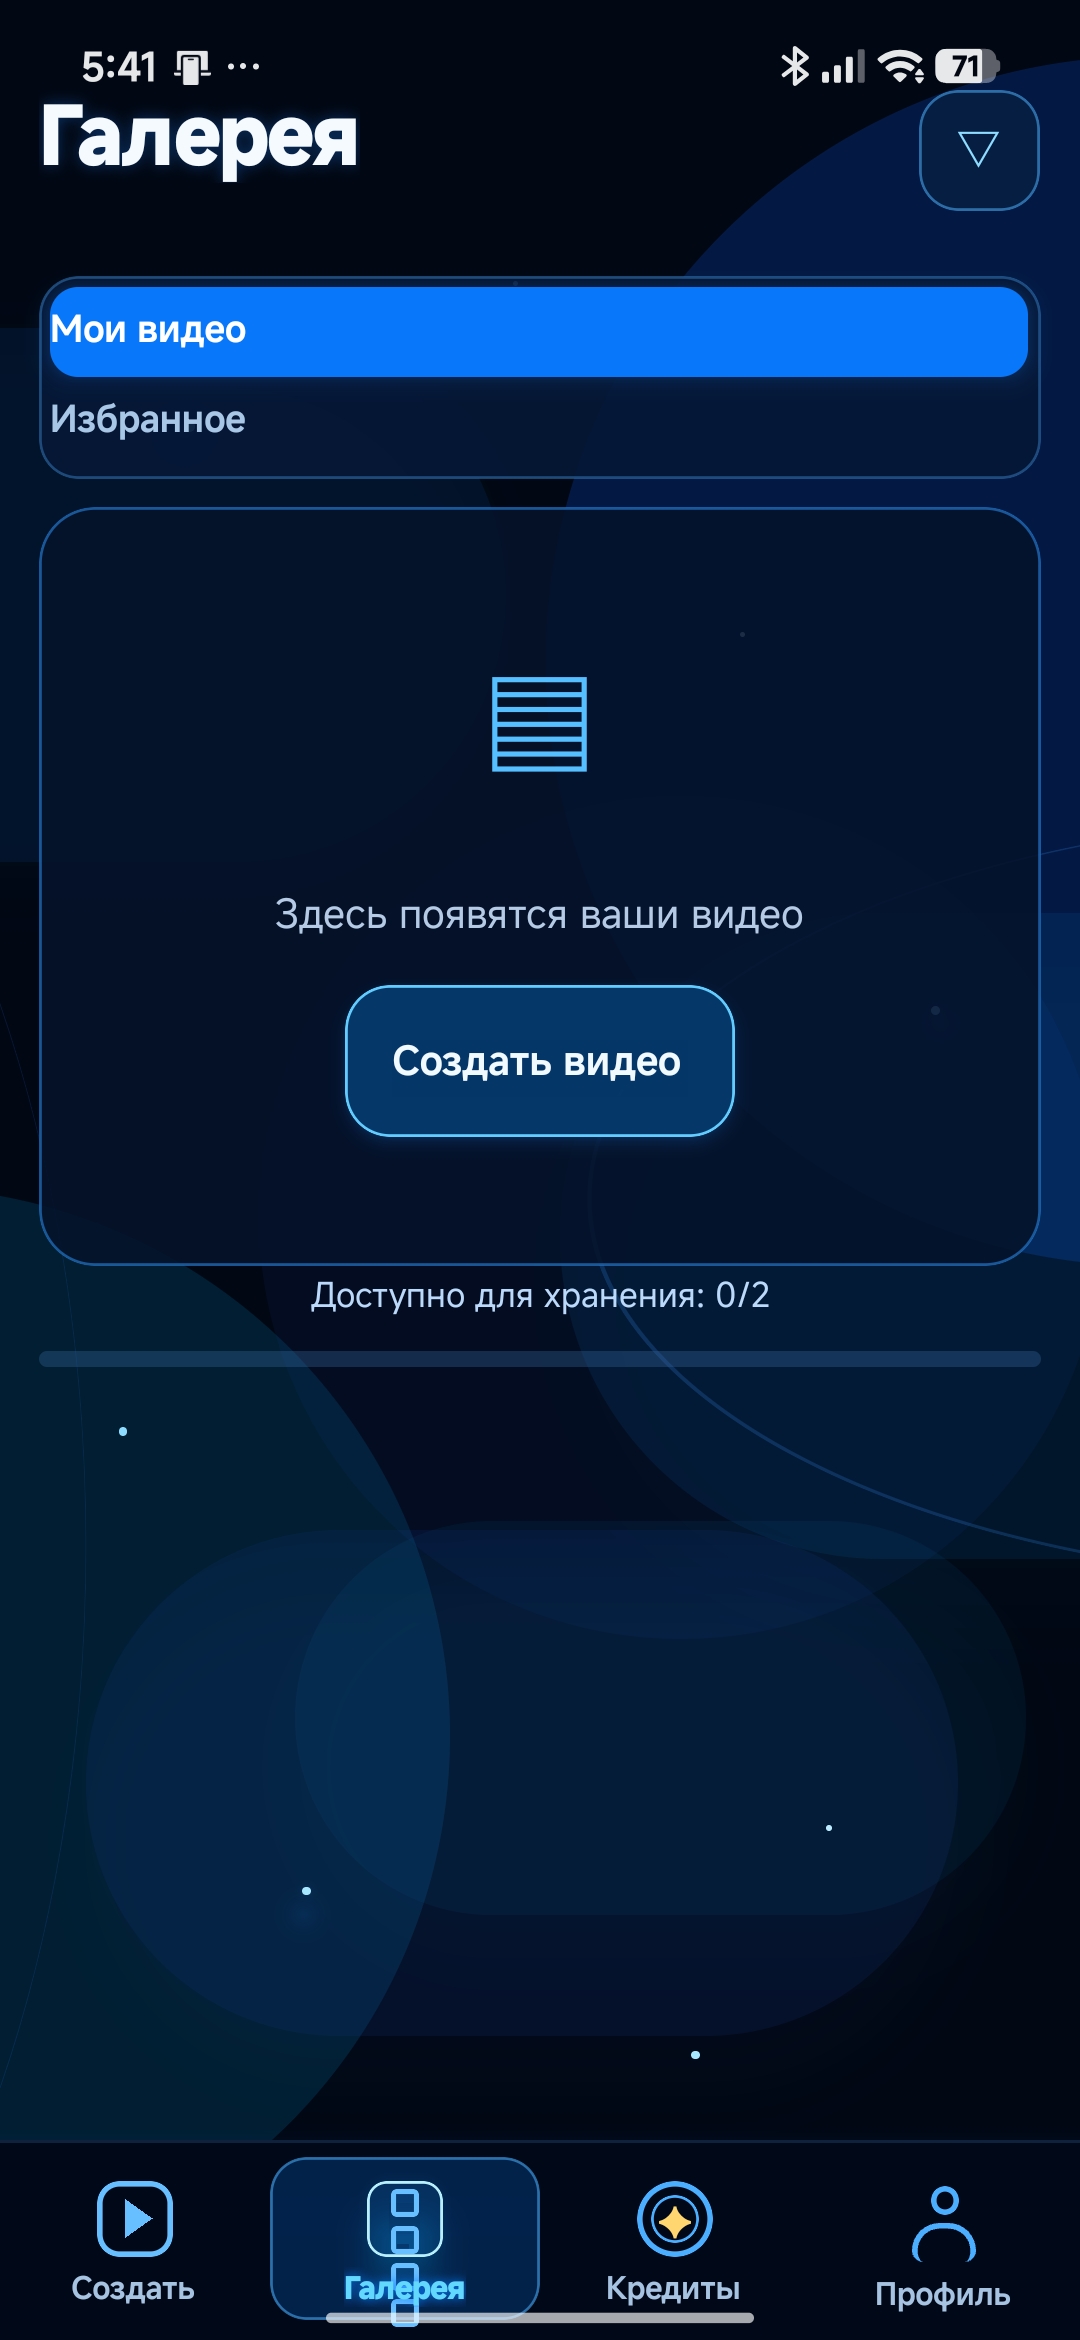 5:41
71
Галерея
Мои видео
Избранное
Здесь появятся ваши видео
Создать видео
Доступно для хранения: 0/2
Создать
Галерея
Кредиты
Профиль